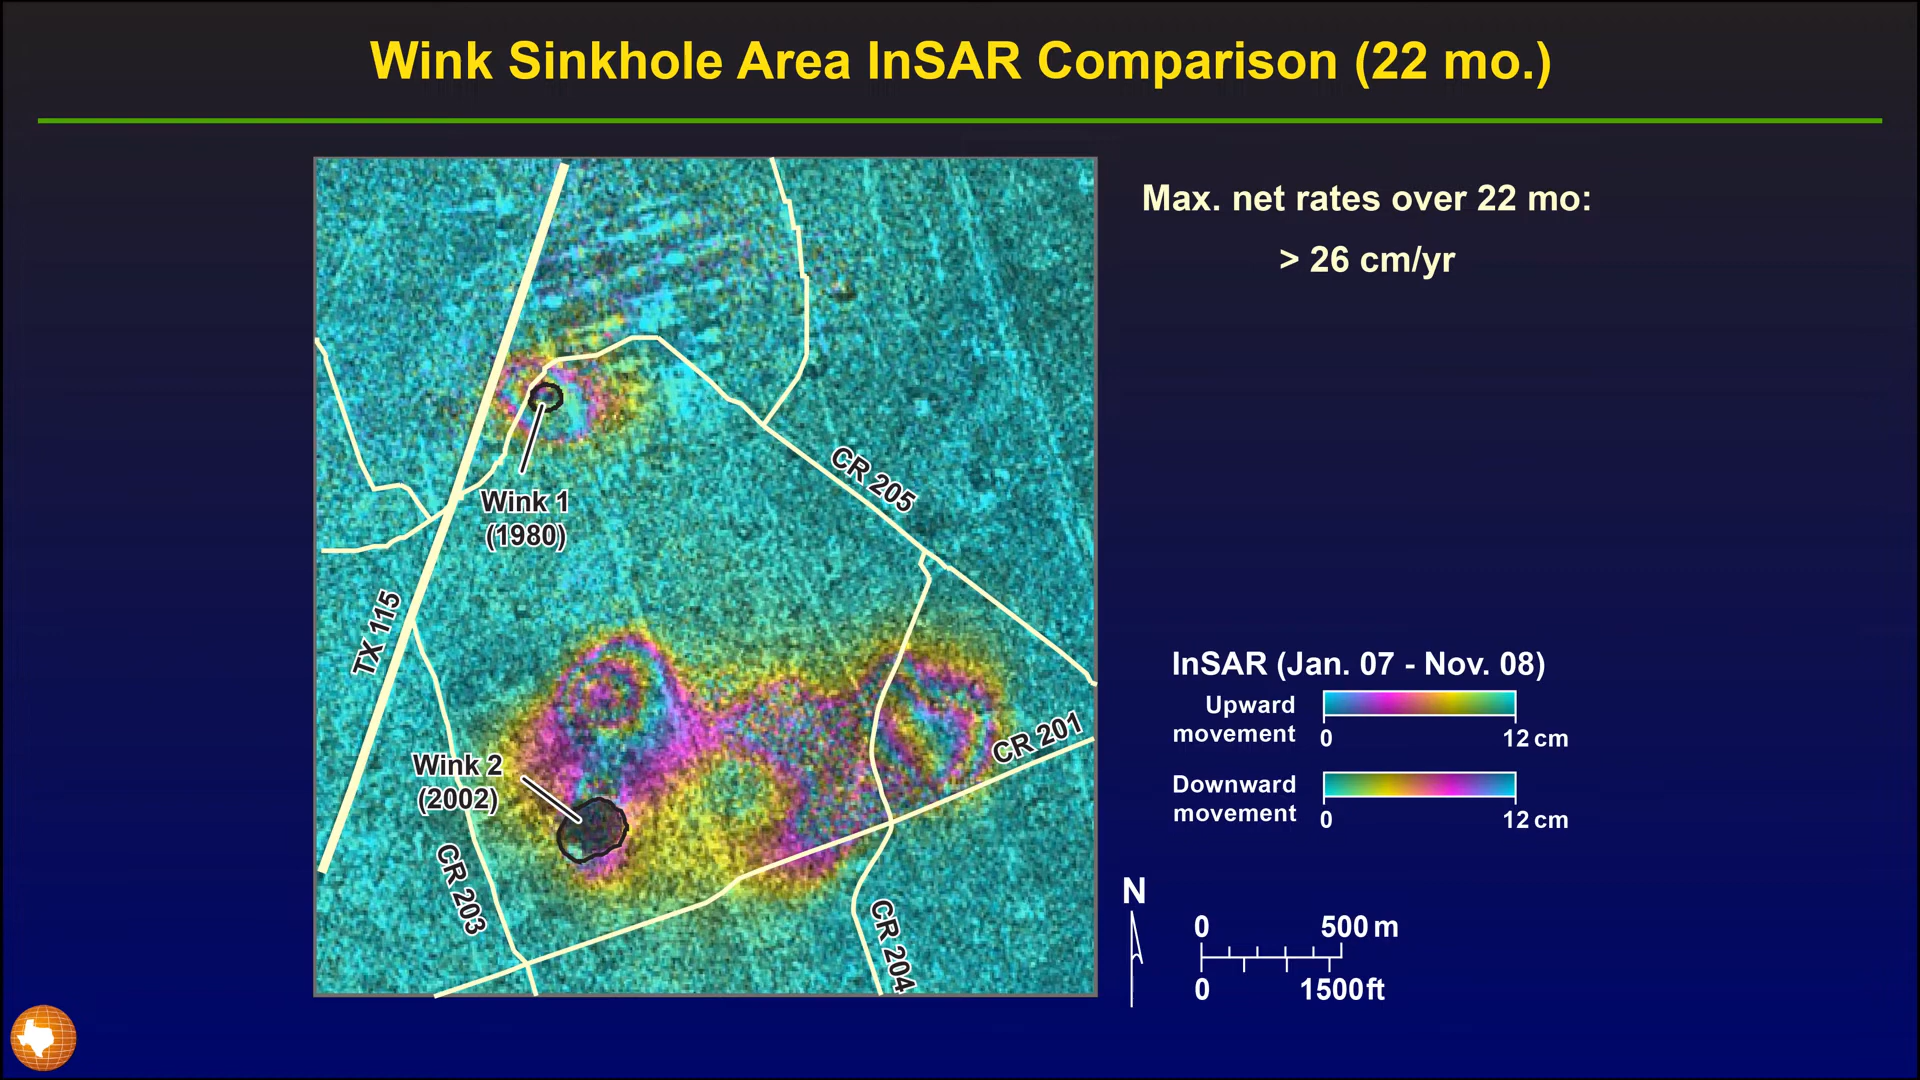 Wink Sinkhole Area InSAR Comparison (22 mo.)
Max. net rates over 22 mo:
> 26 cm/yr
Wink 1
(1980)
CR 205
TX 115
CR 201
Wink 2
(2002)
CR 203
CR 204
InSAR (Jan. 07 - Nov. 08)
Upward
movement
0 12 cm
Downward
movement
0 12 cm
N
0 500 m
0 1500 ft